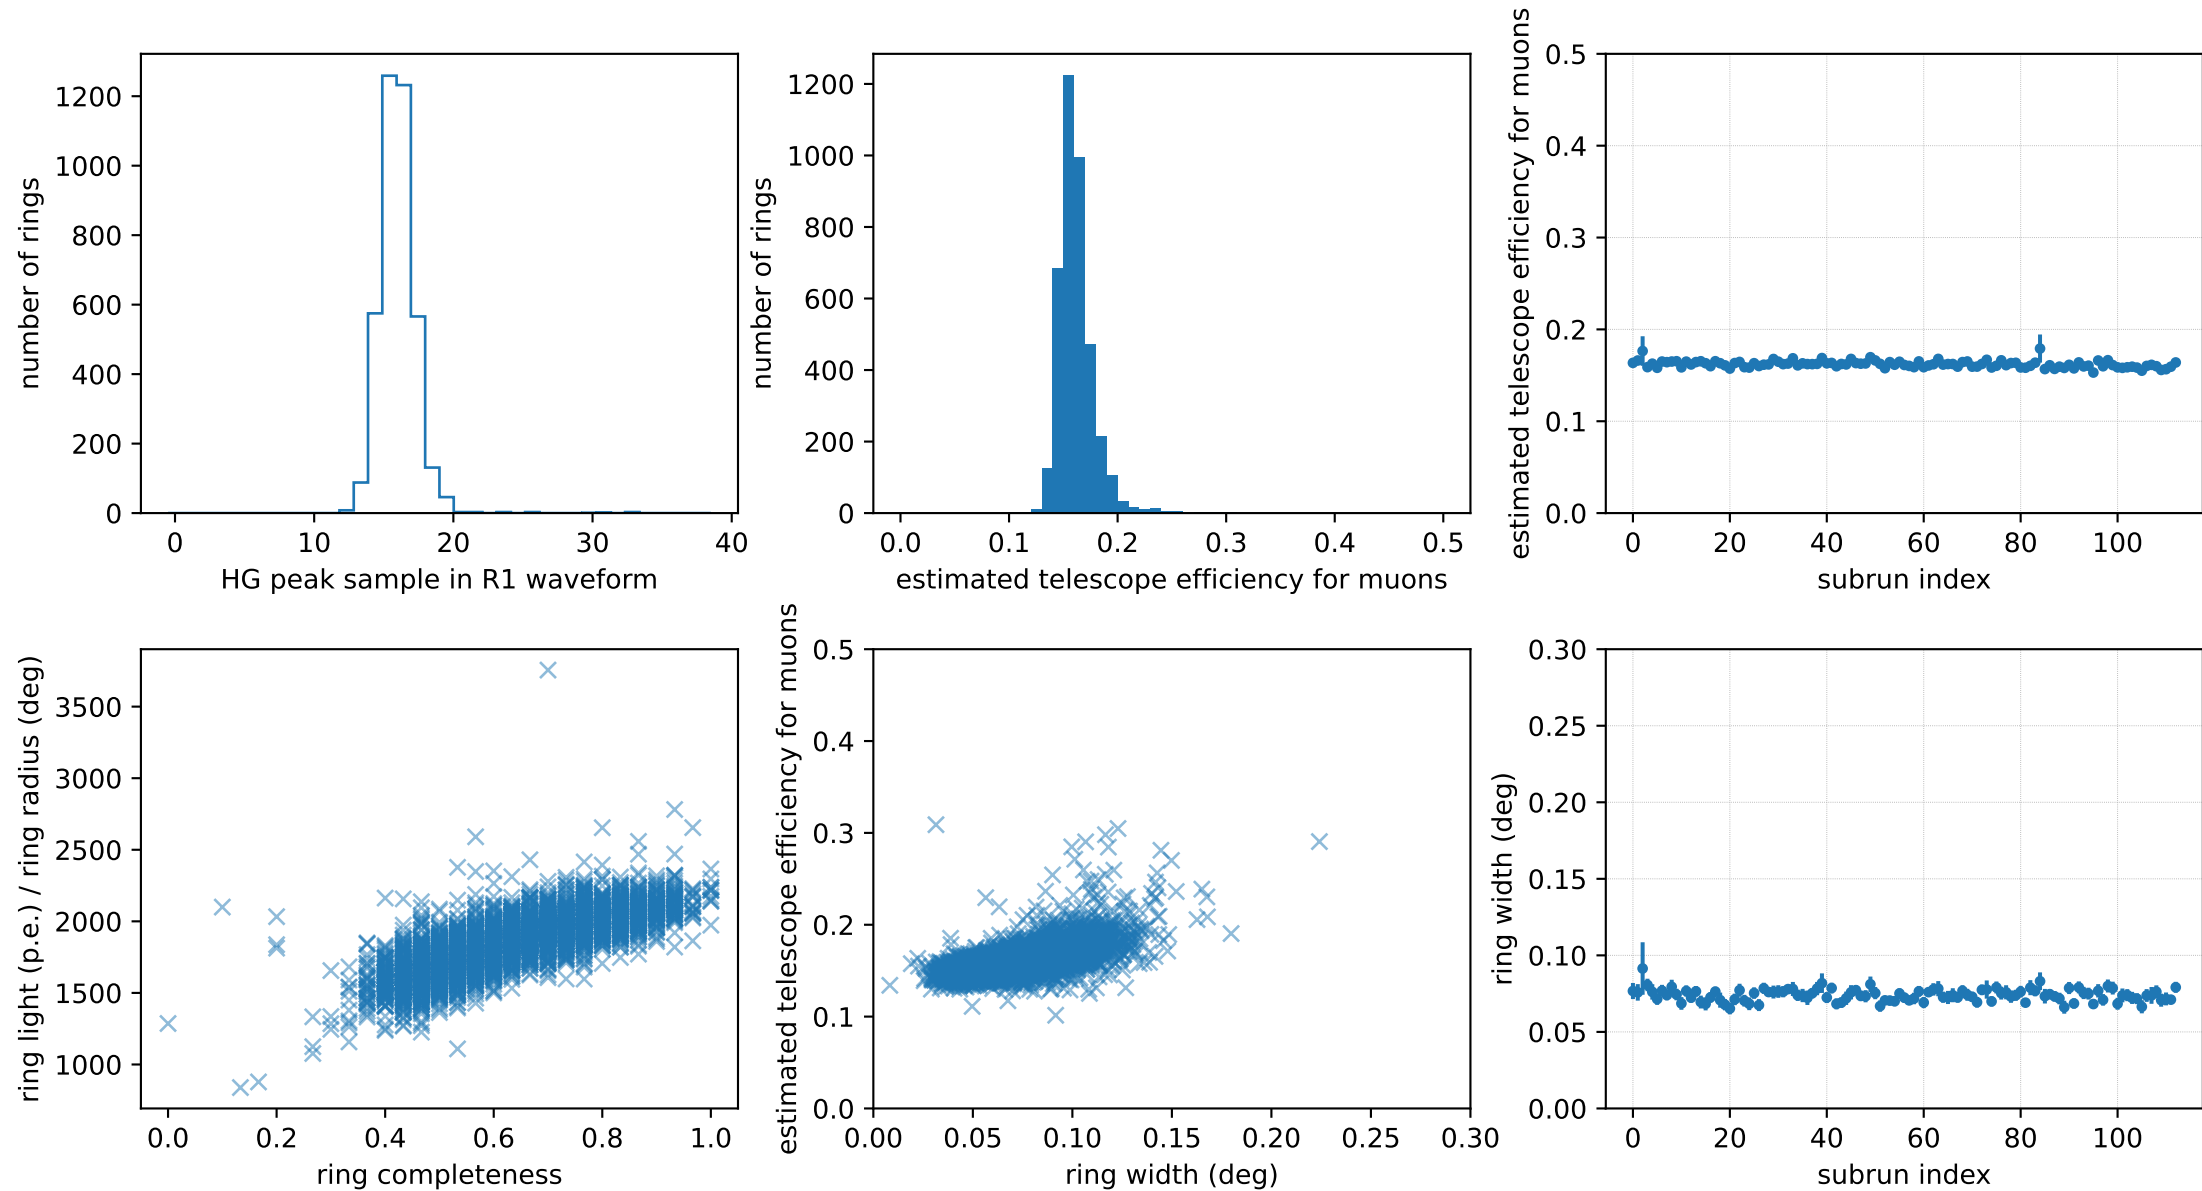 number of rings
1200
1000
800
600
400
200
0
0 10 20 30 40
HG peak sample in R1 waveform
number of rings
1200
1000
800
600
400
200
0
0.0 0.1 0.2 0.3 0.4 0.5
estimated telescope efficiency for muons
estimated telescope efficiency for muons
0.5
0.4
0.3
0.2
0.1
0.0
0 20 40 60 80 100
subrun index
ring light (p.e.) / ring radius (deg)
3500
3000
2500
2000
1500
1000
0.0 0.2 0.4 0.6 0.8 1.0
ring completeness
estimated telescope efficiency for muons
0.5
0.4
0.3
0.2
0.1
0.0
0.00 0.05 0.10 0.15 0.20 0.25 0.30
ring width (deg)
ring width (deg)
0.30
0.25
0.20
0.15
0.10
0.05
0.00
0 20 40 60 80 100
subrun index